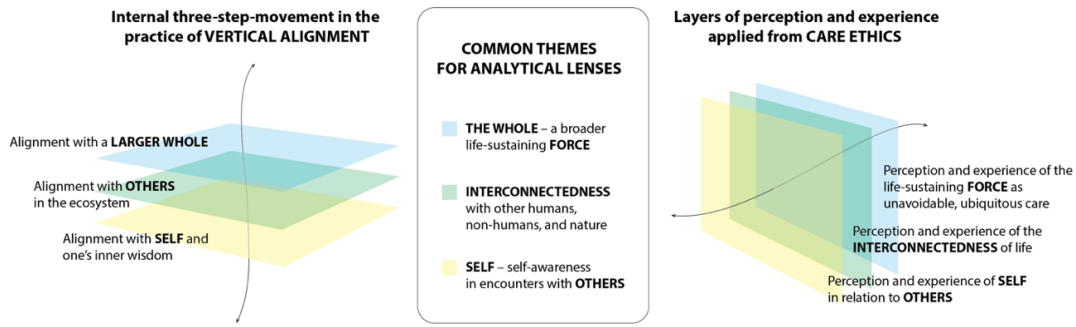 Internal three-step-movement in the
practice of VERTICAL ALIGNMENT
Alignment with a LARGER WHOLE
Alignment with OTHERS
in the ecosystem
Alignment with SELF and
one's inner wisdom
COMMON THEMES
FOR ANALYTICAL LENSES
THE WHOLE – a broader
life-sustaining FORCE
INTERCONNECTEDNESS
with other humans,
non-humans, and nature
SELF – self-awareness
in encounters with OTHERS
Layers of perception and experience
applied from CARE ETHICS
Perception and experience of the
life-sustaining FORCE as
unavoidable, ubiquitous care
Perception and experience of the
INTERCONNECTEDNESS of life
Perception and experience of SELF
in relation to OTHERS